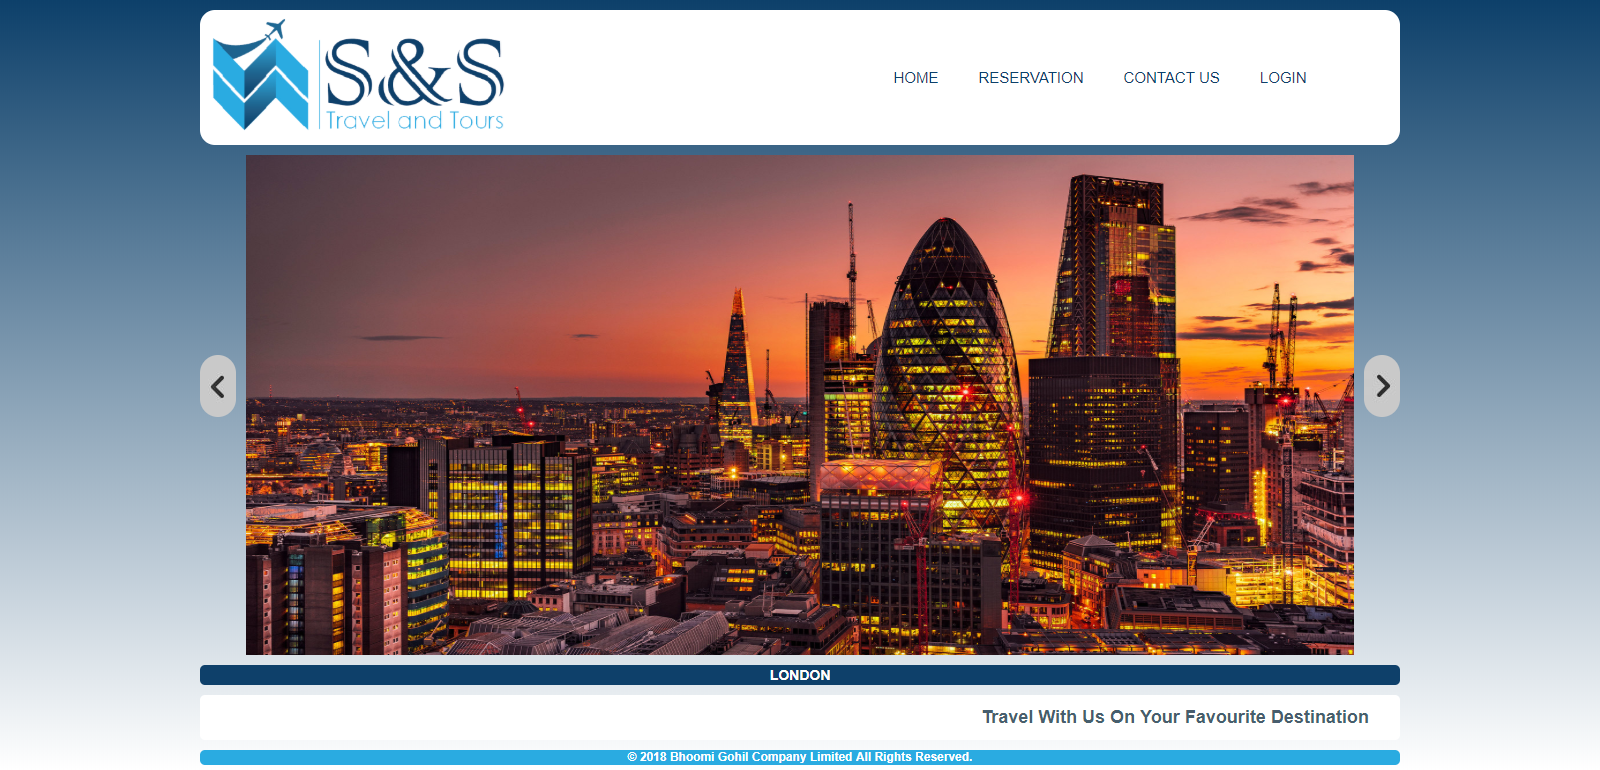 S&S
Travel and Tours
HOME RESERVATION CONTACT US LOGIN
LONDON
Travel With Us On Your Favourite Destination
© 2018 Bhoomi Gohil Company Limited All Rights Reserved.